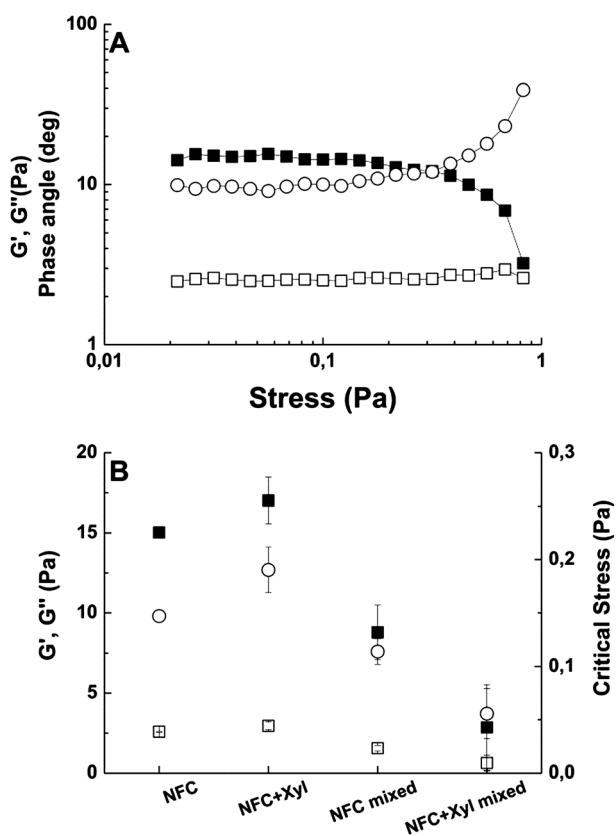 A
G', G''(Pa)
Phase angle (deg)
100
10
1
0,01
0,1
1
Stress (Pa)
B
G', G'' (Pa)
20
15
10
5
0
0,3
0,2
0,1
0,0
Critical Stress (Pa)
NFC
NFC+Xyl
NFC mixed
NFC+Xyl mixed